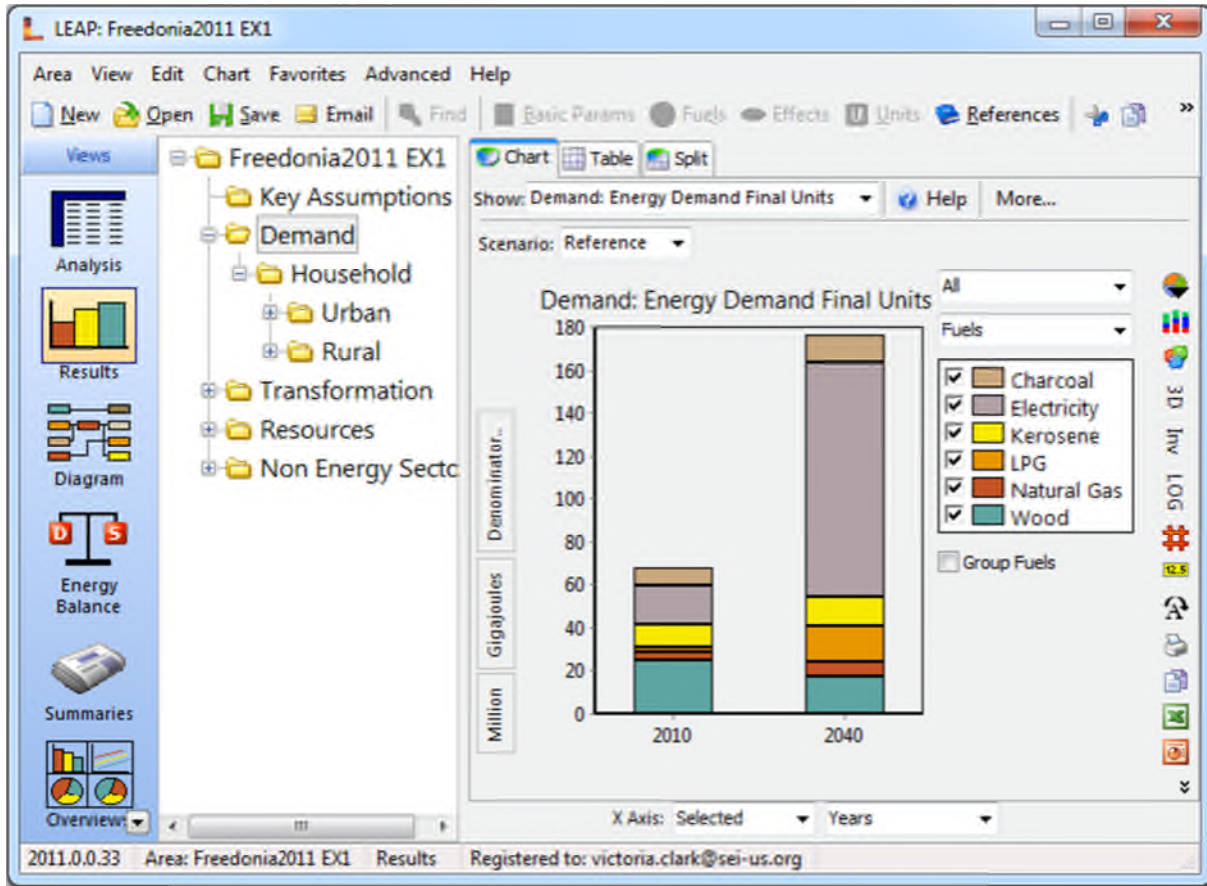 LEAP: Freedonia2011 EX1
Area View Edit Chart Favorites Advanced Help
New Open Save Email Find Basic Params Fuels Effects Units References »
Views
Analysis
Results
Diagram
D S
Energy
Balance
Summaries
Overviews
Freedonia2011 EX1
Key Assumptions
Demand
Household
Urban
Rural
Transformation
Resources
Non Energy Secto
Chart Table Split
Show: Demand: Energy Demand Final Units Help More...
Scenario: Reference
Demand: Energy Demand Final Units
All
Fuels
Charcoal
Electricity
Kerosene
LPG
Natural Gas
Wood
Group Fuels
180
160
140
120
100
80
60
40
20
0
2010 2040
Denominator...
Gigajoules
Million
3D
Inv
LOG
12.5
A
X Axis: Selected Years
2011.0.0.33 Area: Freedonia2011 EX1 Results Registered to: victoria.clark@sei-us.org